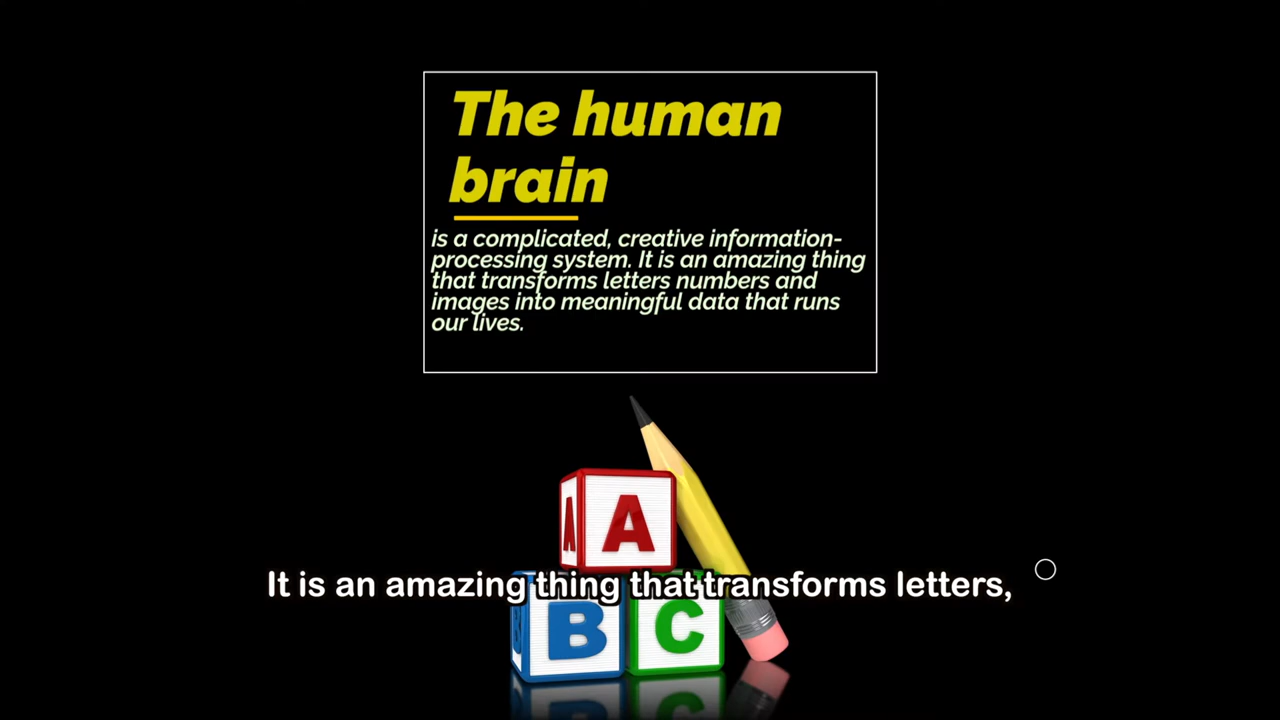 The human
brain
is a complicated, creative information-
processing system. It is an amazing thing
that transforms letters numbers and
images into meaningful data that runs
our lives.
A A
It is an amazing thing that transforms letters,
B B C